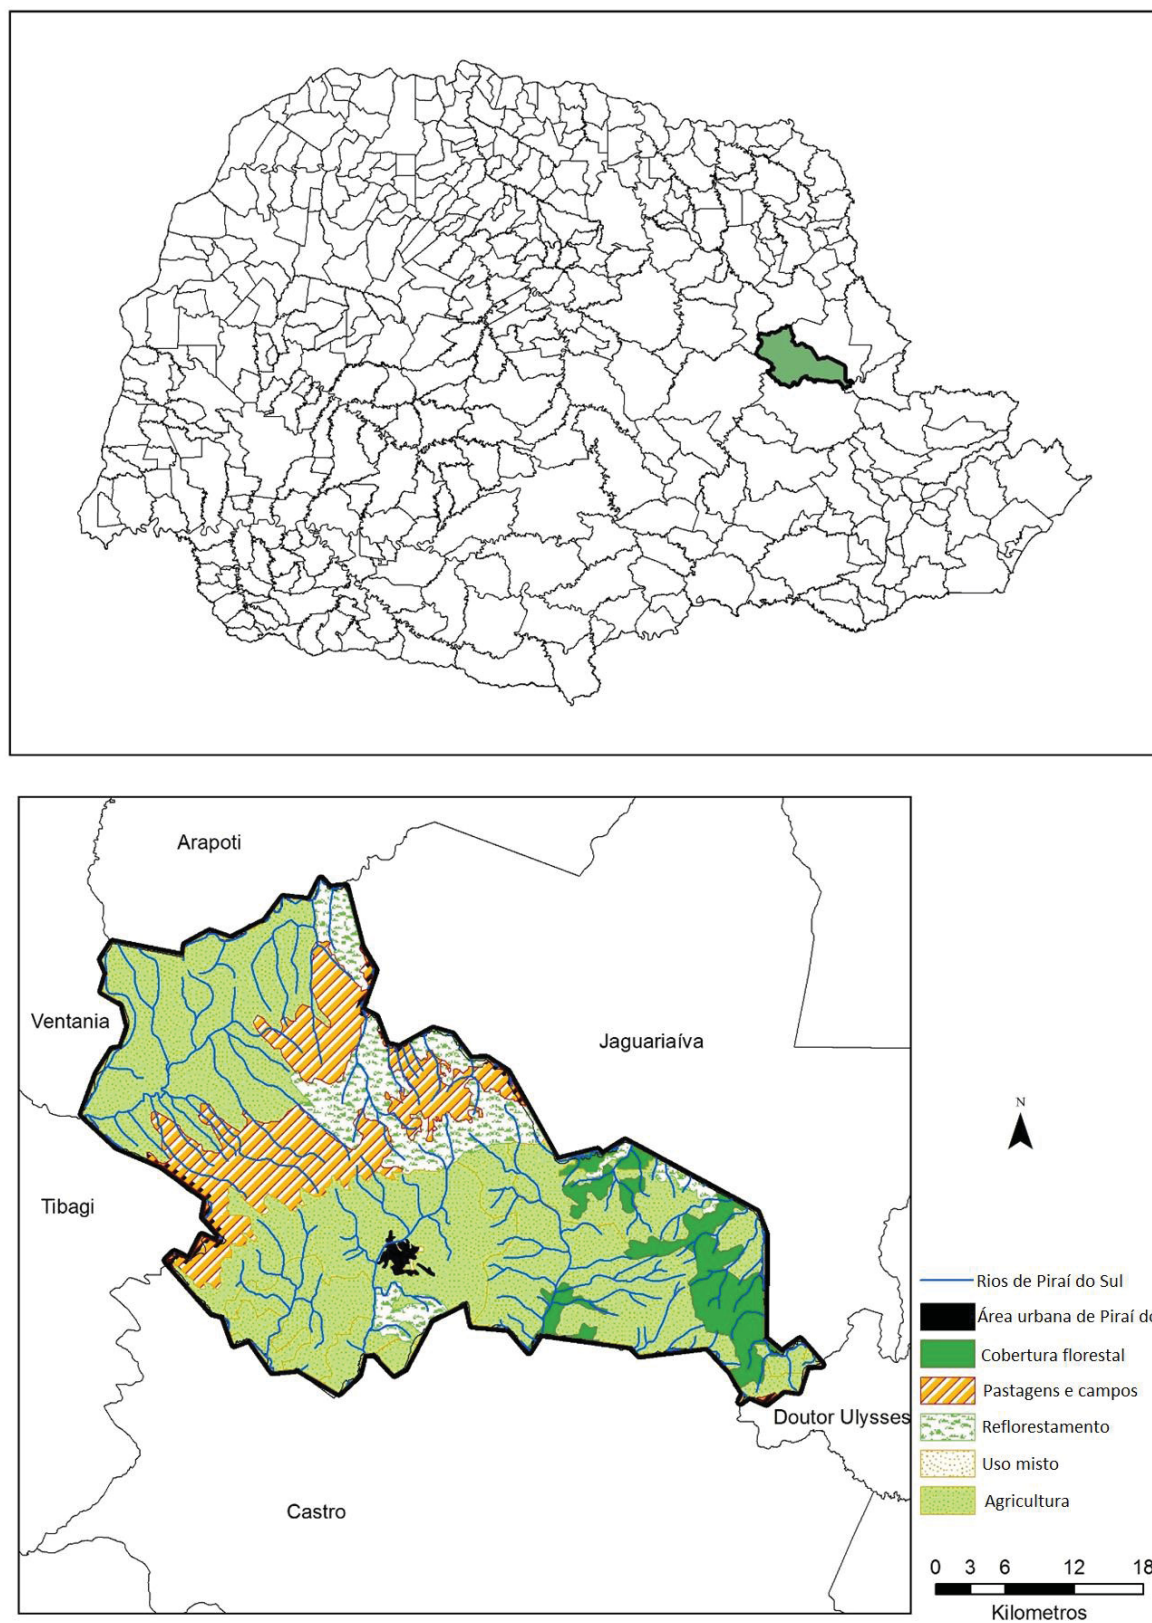 Arapoti
Ventania
Jaguariaíva
N
Tibagi
Rios de Piraí do Sul
Área urbana de Piraí do
Cobertura florestal
Pastagens e campos
Doutor Ulysses
Reflorestamento
Uso misto
Agricultura
Castro
0 3 6 12 18
Kilometros